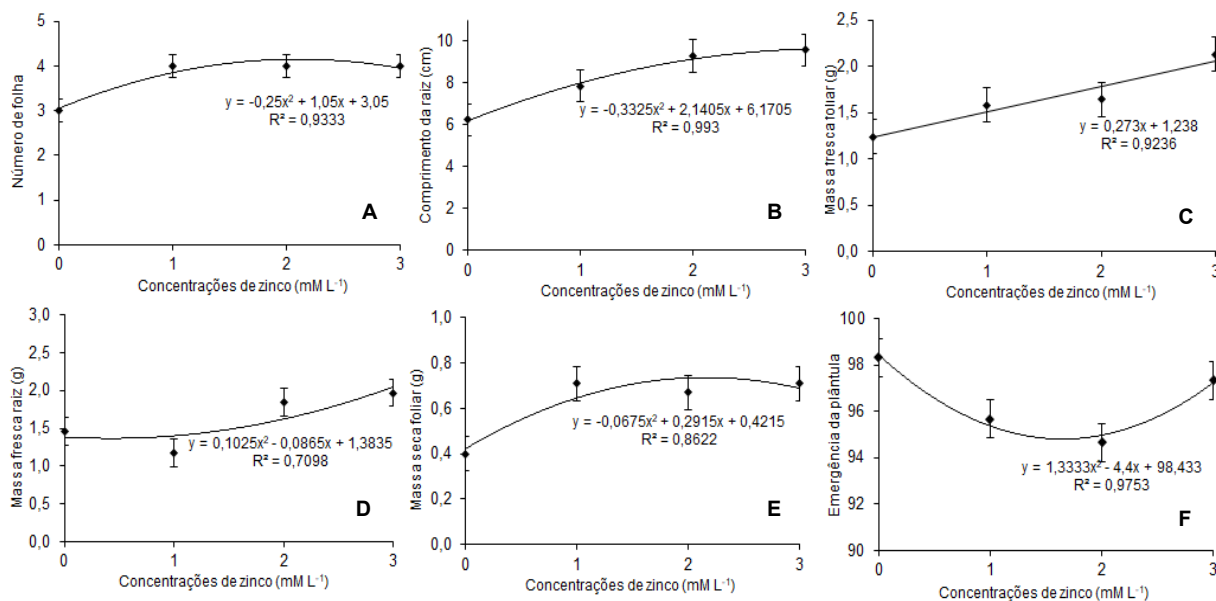 Número de folha
5
4
3
2
1
0
y = -0,25x² + 1,05x + 3,05
R² = 0,9333
A
0 1 2 3
Concentrações de zinco (mM L⁻¹)
Comprimento da raiz (cm)
10
8
6
4
2
0
y = -0,3325x² + 2,1405x + 6,1705
R² = 0,993
B
0 1 2 3
Concentrações de zinco (mM L⁻¹)
Massa fresca foliar (g)
2,5
2,0
1,5
1,0
0,5
0,0
y = 0,273x + 1,238
R² = 0,9236
C
0 1 2 3
Concentrações de zinco (mM L⁻¹)
Massa fresca raiz (g)
3,0
2,5
2,0
1,5
1,0
0,5
0,0
y = 0,1025x² - 0,0865x + 1,3835
R² = 0,7098
D
0 1 2 3
Concentrações de zinco (mM L⁻¹)
Massa seca foliar (g)
1,0
0,8
0,6
0,4
0,2
0,0
y = -0,0675x² + 0,2915x + 0,4215
R² = 0,8622
E
0 1 2 3
Concentrações de zinco (mM L⁻¹)
Emergência da plântula
100
98
96
94
92
90
y = 1,3333x² - 4,4x + 98,433
R² = 0,9753
F
0 1 2 3
Concentrações de zinco (mM L⁻¹)